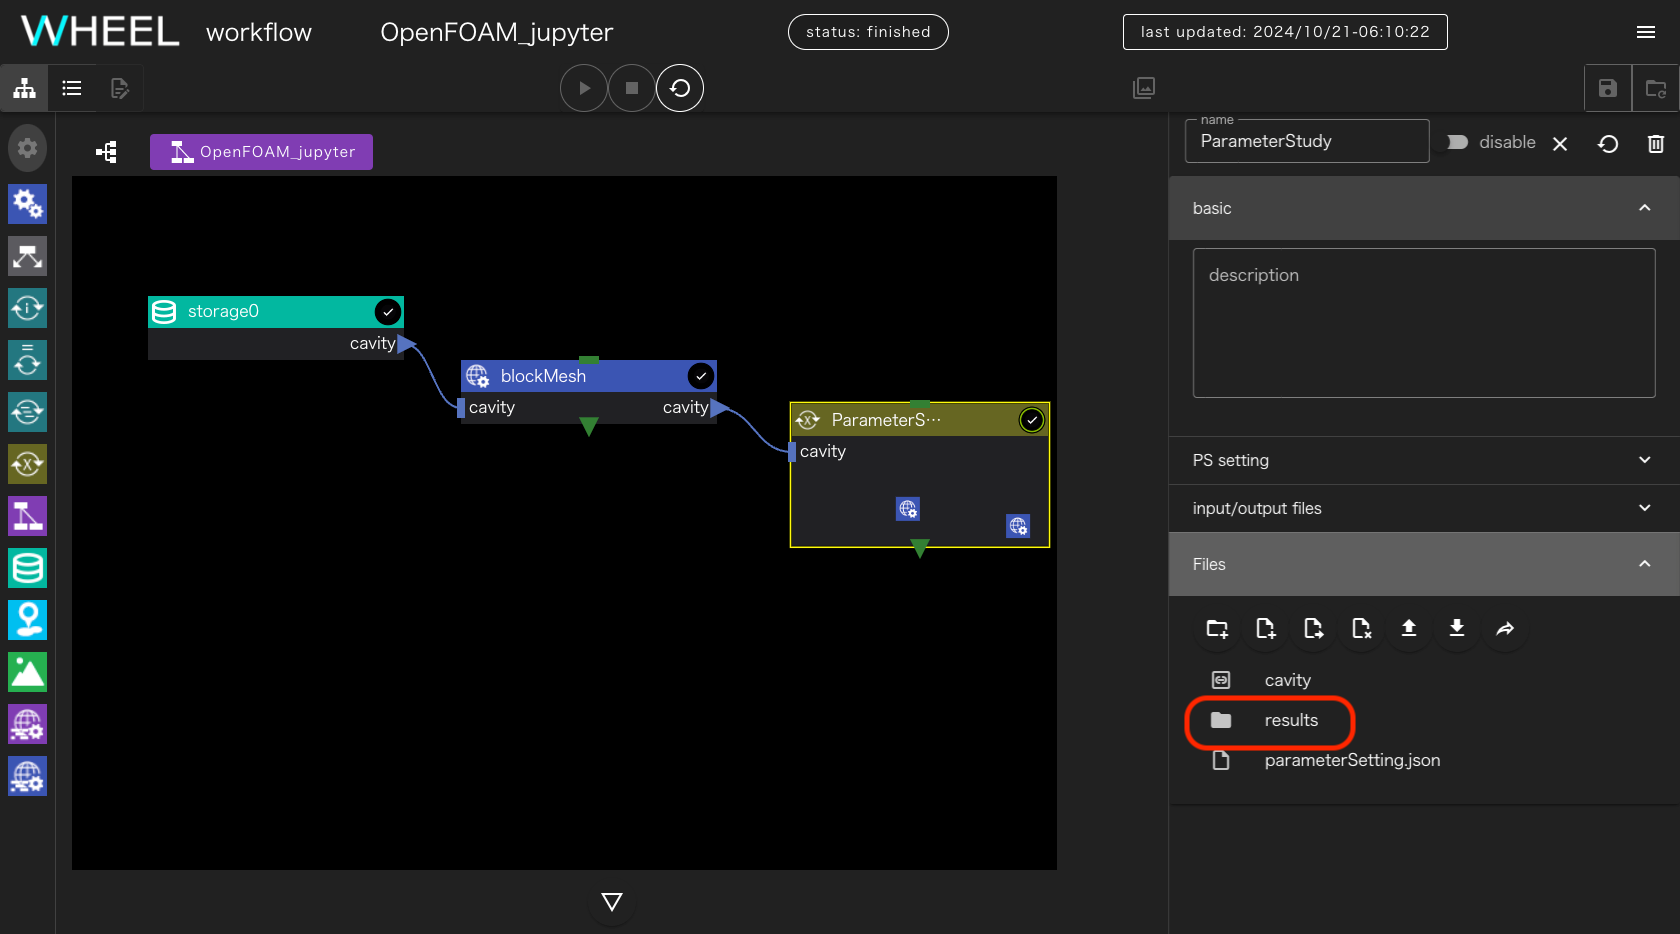 WHEEL workflow OpenFOAM_jupyter status: finished last updated: 2024/10/21-06:10:22
OpenFOAM_jupyter
name
ParameterStudy disable
basic
description
storage0
cavity
blockMesh
cavity cavity
ParameterS…
cavity
PS setting
input/output files
Files
cavity
results
parameterSetting.json